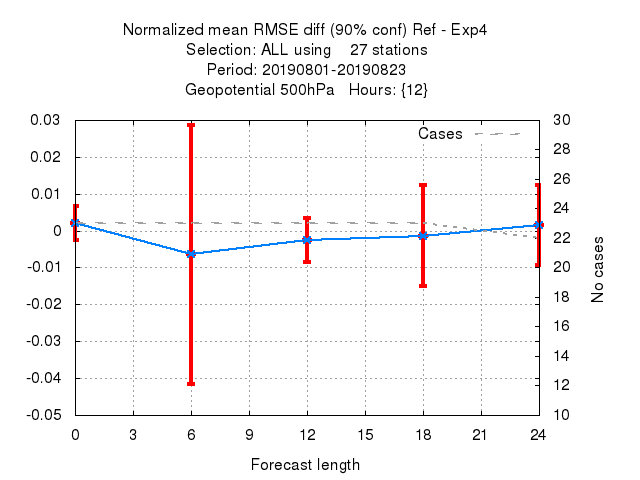 Normalized mean RMSE diff (90% conf) Ref - Exp4
Selection: ALL using    27 stations
Period: 20190801-20190823
Geopotential 500hPa   Hours: {12}
Cases
0.03
0.02
0.01
0
-0.01
-0.02
-0.03
-0.04
-0.05
30
28
26
24
22
20
18
16
14
12
10
No cases
0 3 6 9 12 15 18 21 24
Forecast length